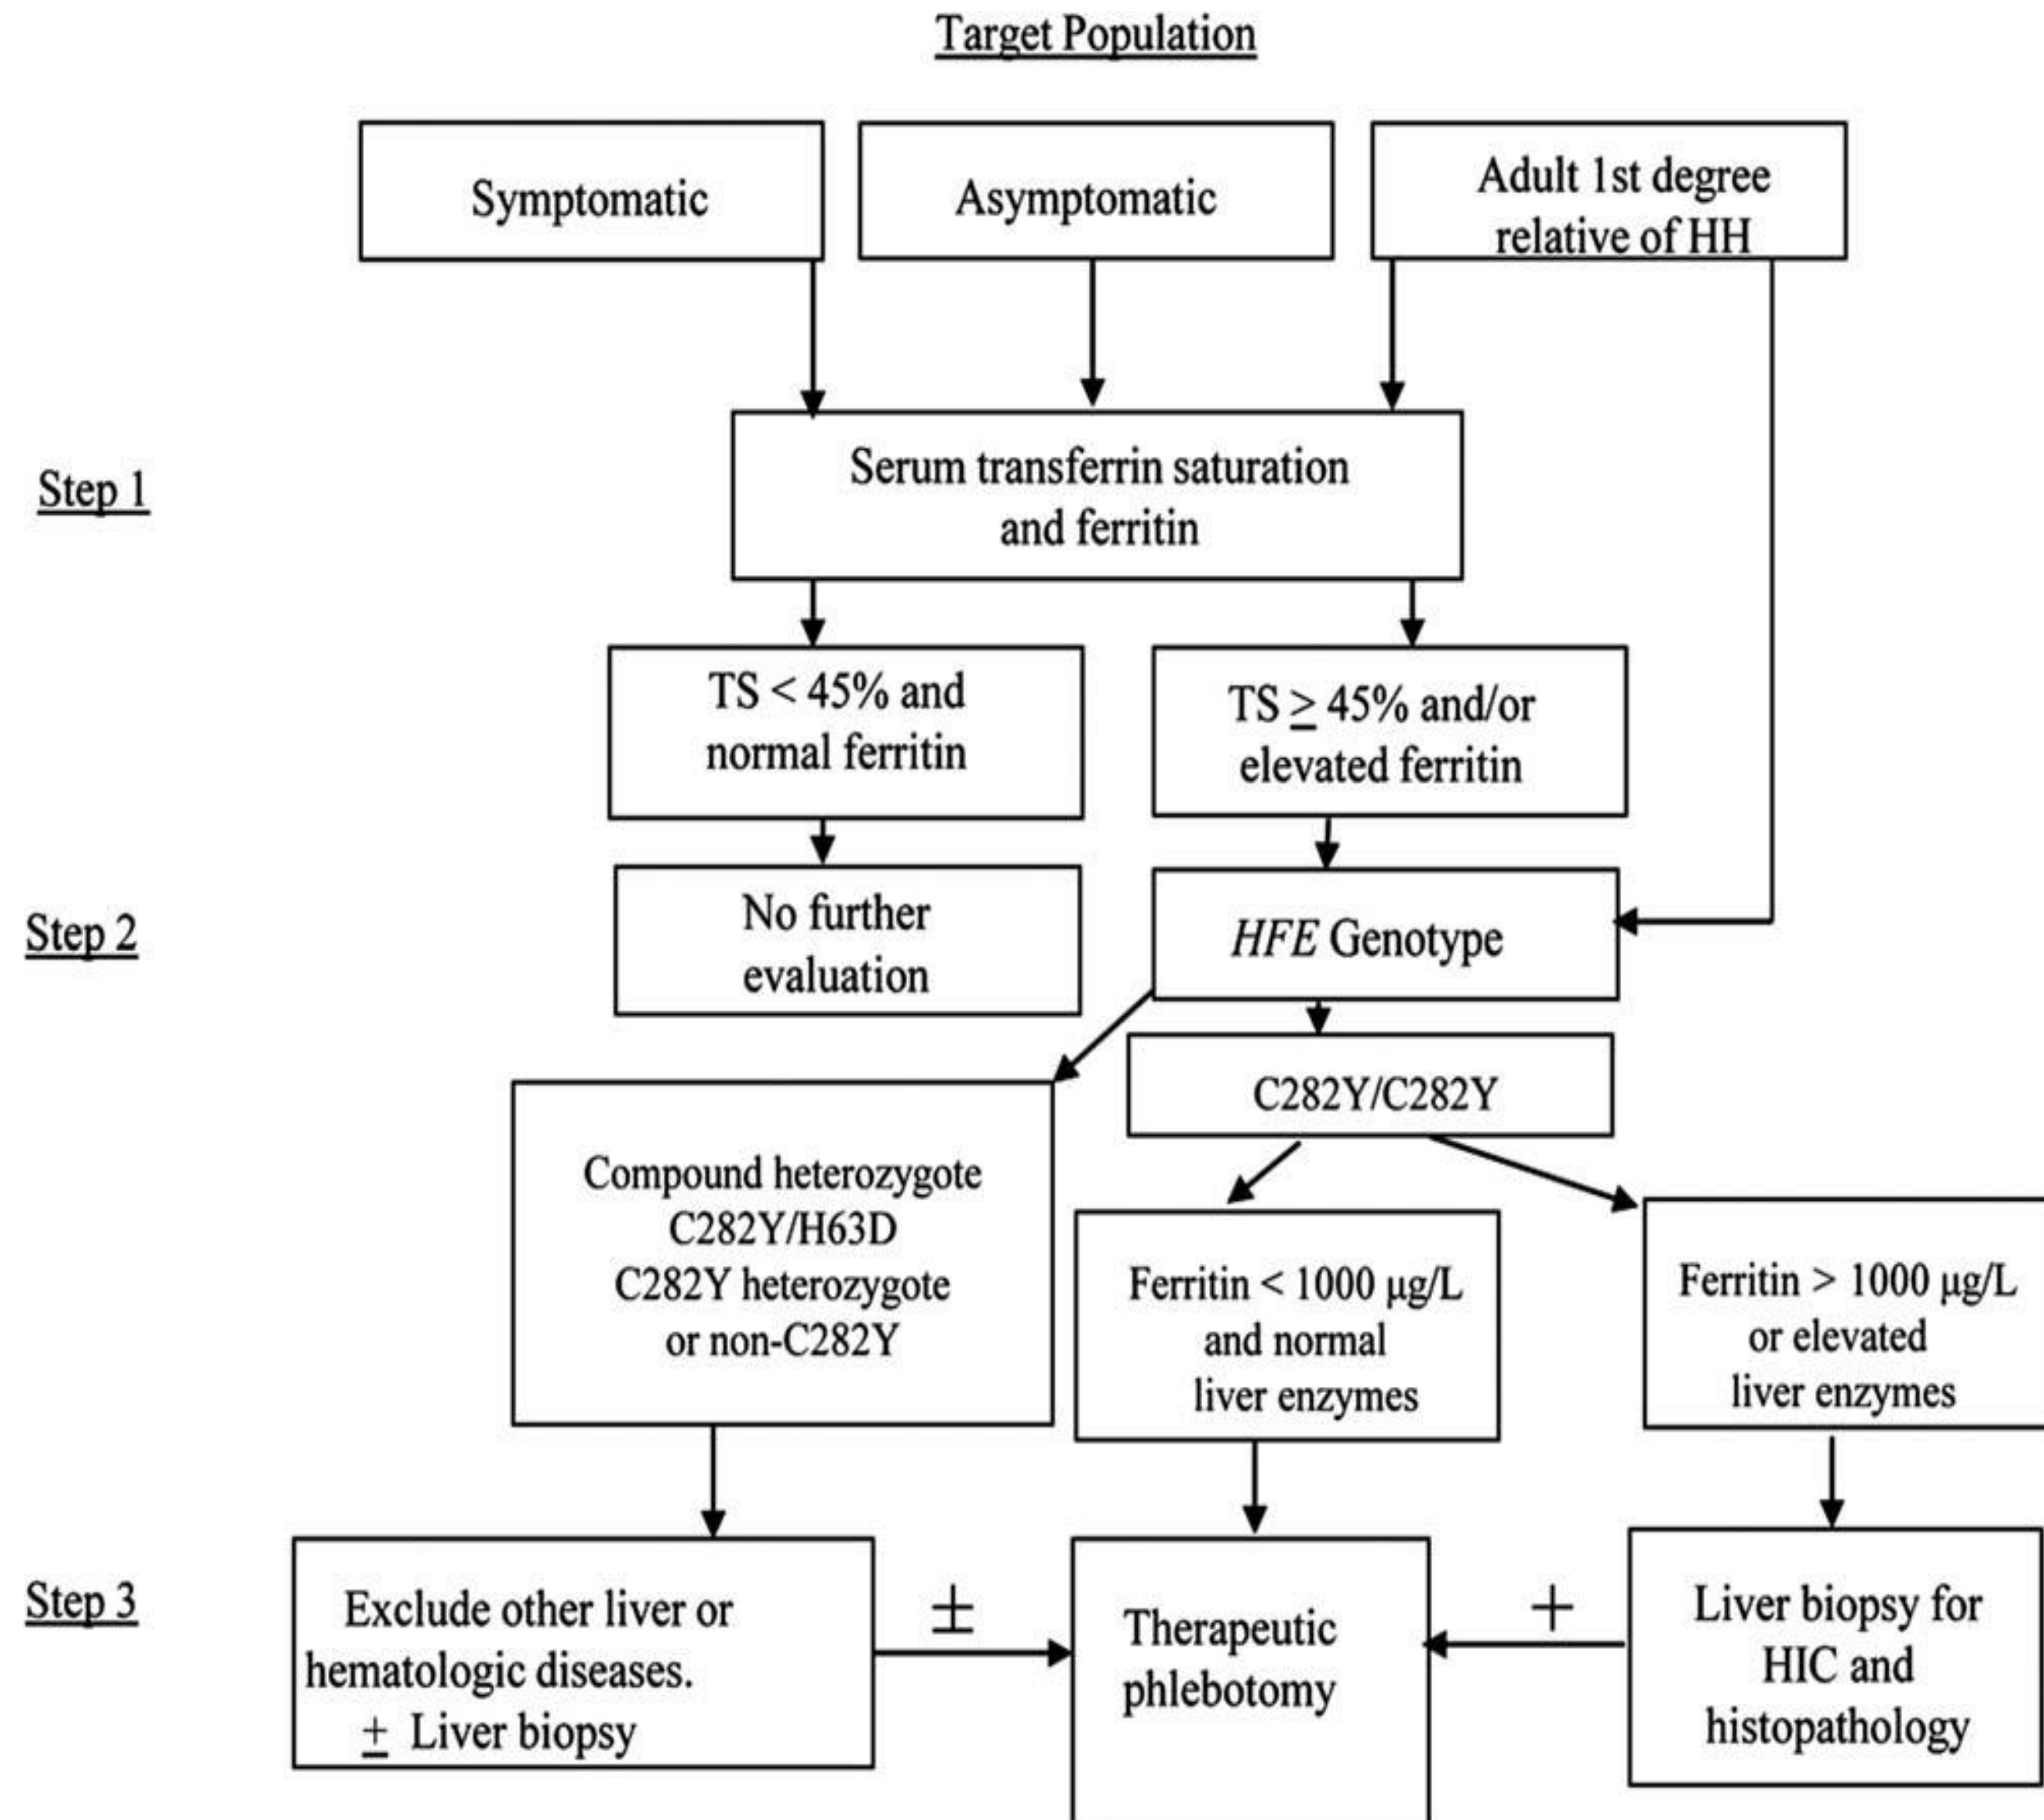 Target Population
Symptomatic
Asymptomatic
Adult 1st degree
relative of HH
Step 1
Serum transferrin saturation
and ferritin
TS < 45% and
normal ferritin
TS ≥ 45% and/or
elevated ferritin
Step 2
No further
evaluation
HFE Genotype
C282Y/C282Y
Compound heterozygote
C282Y/H63D
C282Y heterozygote
or non-C282Y
Ferritin < 1000 μg/L
and normal
liver enzymes
Ferritin > 1000 μg/L
or elevated
liver enzymes
Step 3
Exclude other liver or
hematologic diseases.
± Liver biopsy
±
Therapeutic
phlebotomy
+
Liver biopsy for
HIC and
histopathology